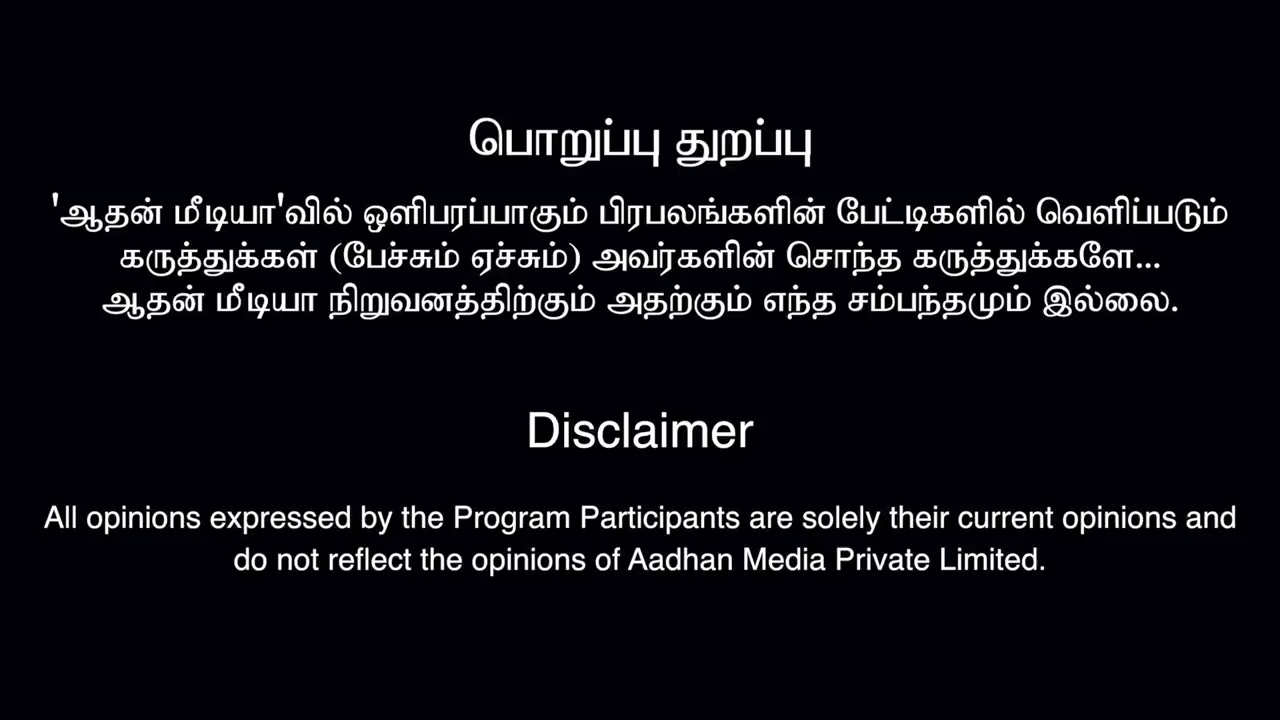 பொறுப்பு துறப்பு
'ஆதன் மீடியா'வில் ஒளிபரப்பாகும் பிரபலங்களின் பேட்டிகளில் வெளிப்படும்
கருத்துக்கள் (பேச்சும் ஏச்சும்) அவர்களின் சொந்த கருத்துக்களே...
ஆதன் மீடியா நிறுவனத்திற்கும் அதற்கும் எந்த சம்பந்தமும் இல்லை.
Disclaimer
All opinions expressed by the Program Participants are solely their current opinions and
do not reflect the opinions of Aadhan Media Private Limited.